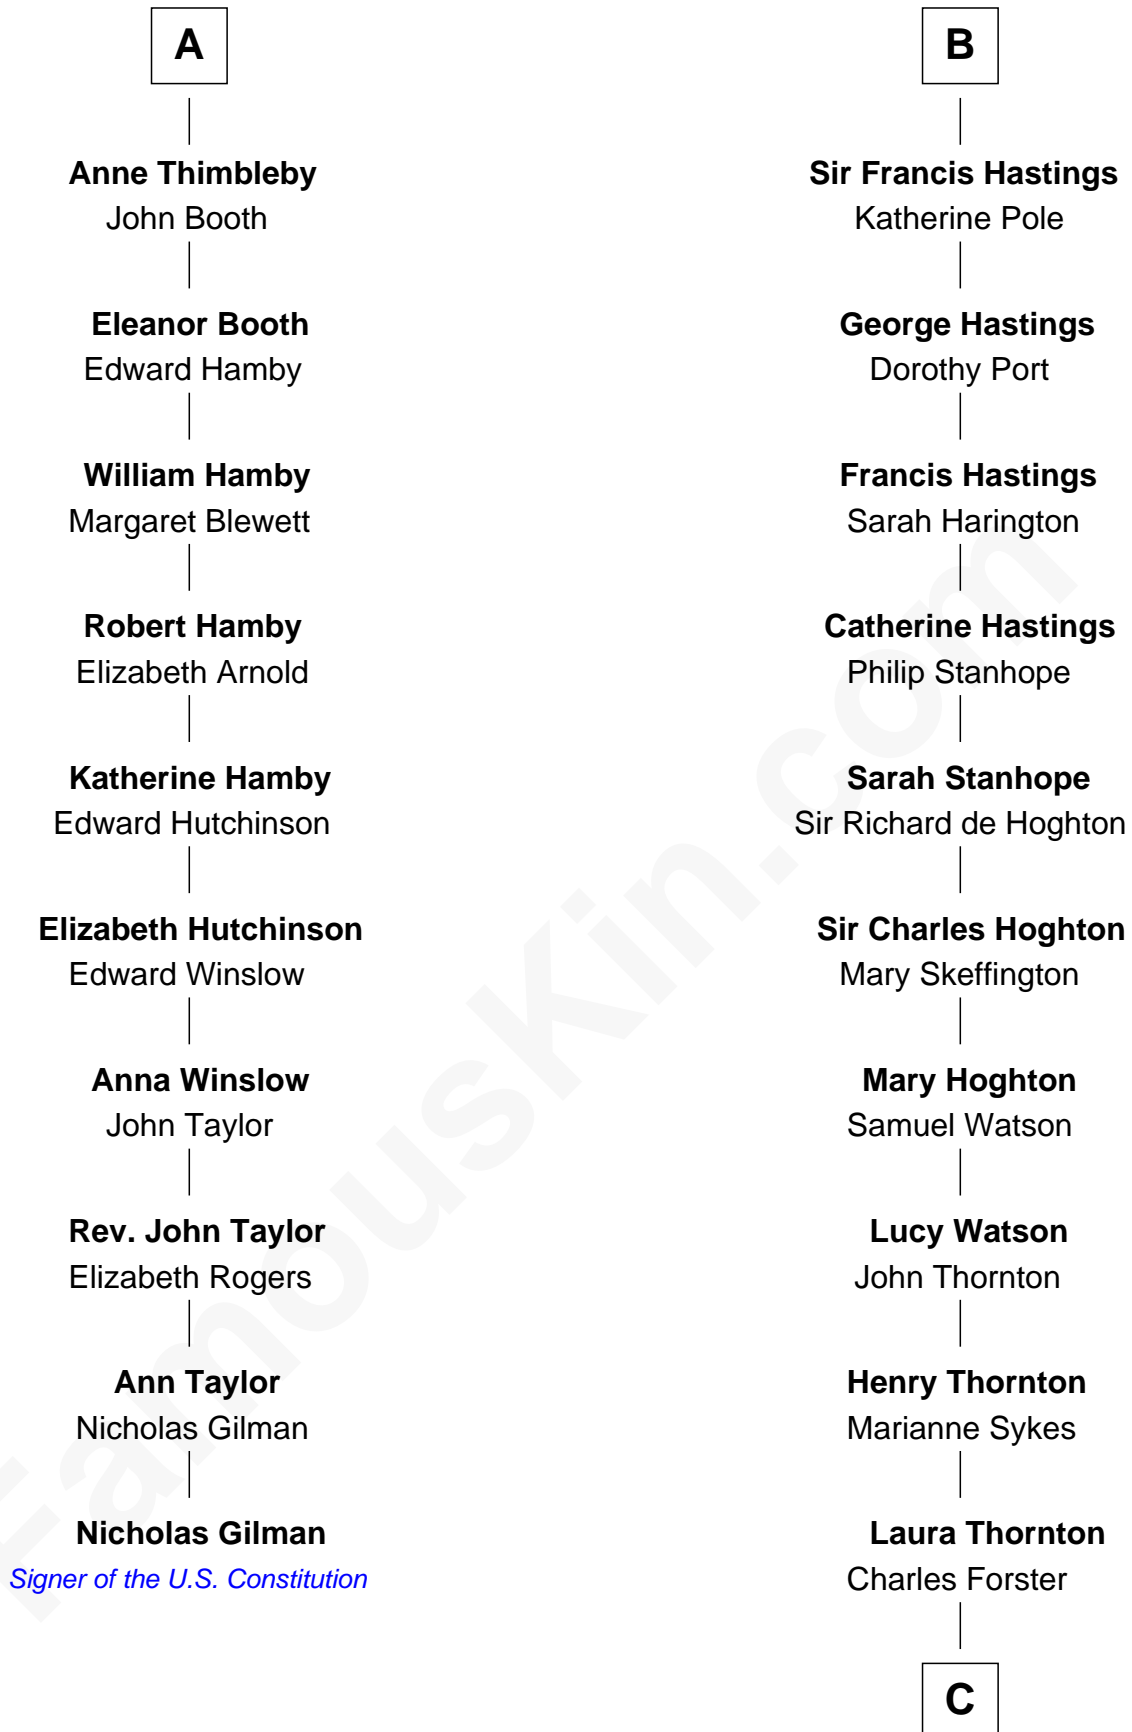 A
Anne Thimbleby
John Booth
Eleanor Booth
Edward Hamby
William Hamby
Margaret Blewett
Robert Hamby
Elizabeth Arnold
Katherine Hamby
Edward Hutchinson
Elizabeth Hutchinson
Edward Winslow
Anna Winslow
John Taylor
Rev. John Taylor
Elizabeth Rogers
Ann Taylor
Nicholas Gilman
Nicholas Gilman
Signer of the U.S. Constitution
B
Sir Francis Hastings
Katherine Pole
George Hastings
Dorothy Port
Francis Hastings
Sarah Harington
Catherine Hastings
Philip Stanhope
Sarah Stanhope
Sir Richard de Hoghton
Sir Charles Hoghton
Mary Skeffington
Mary Hoghton
Samuel Watson
Lucy Watson
John Thornton
Henry Thornton
Marianne Sykes
Laura Thornton
Charles Forster
C
FamousKin.com